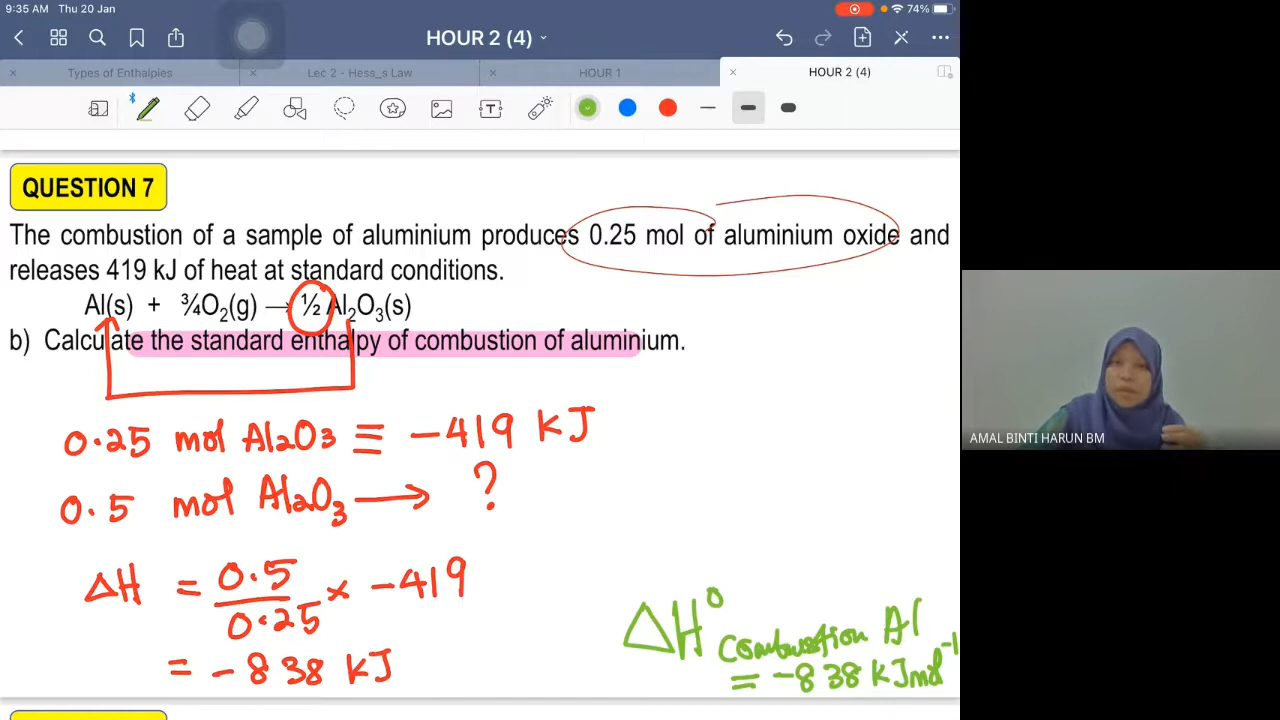 9:35 AM Thu 20 Jan
74%
HOUR 2 (4)
Types of Enthalpies
Lec 2 - Hess_s Law
HOUR 1
HOUR 2 (4)
T
QUESTION 7
The combustion of a sample of aluminium produces 0.25 mol of aluminium oxide and
releases 419 kJ of heat at standard conditions.
Al(s) + ¾O₂(g) → ½ Al₂O₃(s)
b) Calculate the standard enthalpy of combustion of aluminium.
0.25 mol Al₂O₃ ≡ -419 kJ
0.5 mol Al₂O₃ → ?
ΔH = 0.5/0.25 × -419
= -838 kJ
ΔH⁰ combustion Al
= -838 kJmol⁻¹
AMAL BINTI HARUN BM